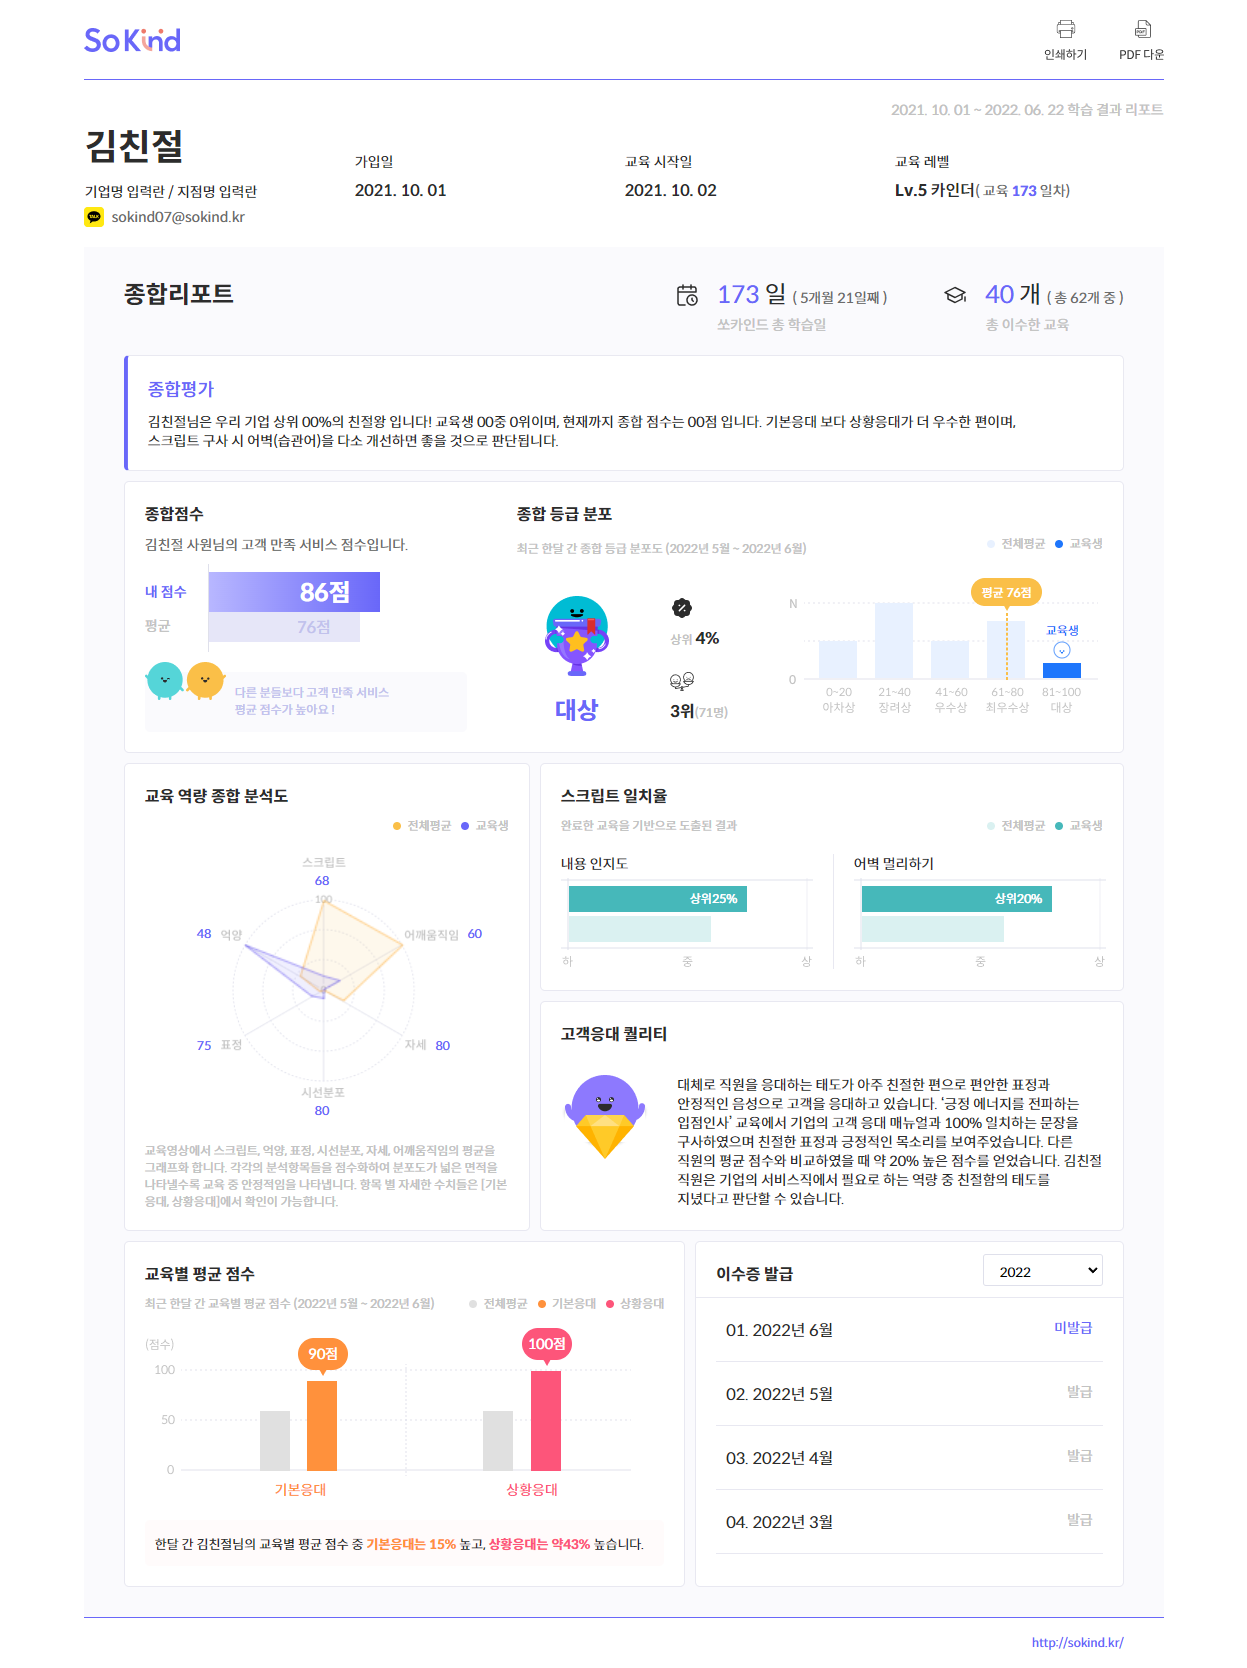 SoKind
인쇄하기
PDF 다운
2021. 10. 01 ~ 2022. 06. 22 학습 결과 리포트
김친절
기업명 입력란 / 지점명 입력란
TALK
sokind07@sokind.kr
가입일
2021. 10. 01
교육 시작일
2021. 10. 02
교육 레벨
Lv.5 카인더( 교육 173 일차)
종합리포트
173 일 ( 5개월 21일째 )
쏘카인드 총 학습일
40 개 ( 총 62개 중 )
총 이수한 교육
종합평가
김친절님은 우리 기업 상위 00%의 친절왕 입니다! 교육생 00중 0위이며, 현재까지 종합 점수는 00점 입니다. 기본응대 보다 상황응대가 더 우수한 편이며,
스크립트 구사 시 어벽(습관어)을 다소 개선하면 좋을 것으로 판단됩니다.
종합점수
김친절 사원님의 고객 만족 서비스 점수입니다.
내 점수
86점
평균
76점
다른 분들보다 고객 만족 서비스
평균 점수가 높아요 !
종합 등급 분포
최근 한달 간 종합 등급 분포도 (2022년 5월 ~ 2022년 6월)
전체평균
교육생
대상
상위 4%
3위(71명)
평균 76점
N
교육생
0
0~20
21~40
41~60
61~80
81~100
아차상
장려상
우수상
최우수상
대상
교육 역량 종합 분석도
전체평균
교육생
스크립트
68
100
48 억양
어깨움직임 60
75 표정
자세 80
시선분포
80
교육영상에서 스크립트, 억양, 표정, 시선분포, 자세, 어깨움직임의 평균을
그래프화 합니다. 각각의 분석항목들을 점수화하여 분포도가 넓은 면적을
나타낼수록 교육 중 안정적임을 나타냅니다. 항목 별 자세한 수치들은 [기본
응대, 상황응대]에서 확인이 가능합니다.
스크립트 일치율
완료한 교육을 기반으로 도출된 결과
전체평균
교육생
내용 인지도
상위25%
하
중
상
어벽 멀리하기
상위20%
하
중
상
고객응대 퀄리티
대체로 직원을 응대하는 태도가 아주 친절한 편으로 편안한 표정과
안정적인 음성으로 고객을 응대하고 있습니다. ‘긍정 에너지를 전파하는
입점인사’ 교육에서 기업의 고객 응대 매뉴얼과 100% 일치하는 문장을
구사하였으며 친절한 표정과 긍정적인 목소리를 보여주었습니다. 다른
직원의 평균 점수와 비교하였을 때 약 20% 높은 점수를 얻었습니다. 김친절
직원은 기업의 서비스직에서 필요로 하는 역량 중 친절함의 태도를
지녔다고 판단할 수 있습니다.
교육별 평균 점수
최근 한달 간 교육별 평균 점수 (2022년 5월 ~ 2022년 6월)
전체평균
기본응대
상황응대
(점수)
100
50
0
90점
100점
기본응대
상황응대
한달 간 김친절님의 교육별 평균 점수 중 기본응대는 15% 높고, 상황응대는 약43% 높습니다.
이수증 발급
2022
01. 2022년 6월
미발급
02. 2022년 5월
발급
03. 2022년 4월
발급
04. 2022년 3월
발급
http://sokind.kr/